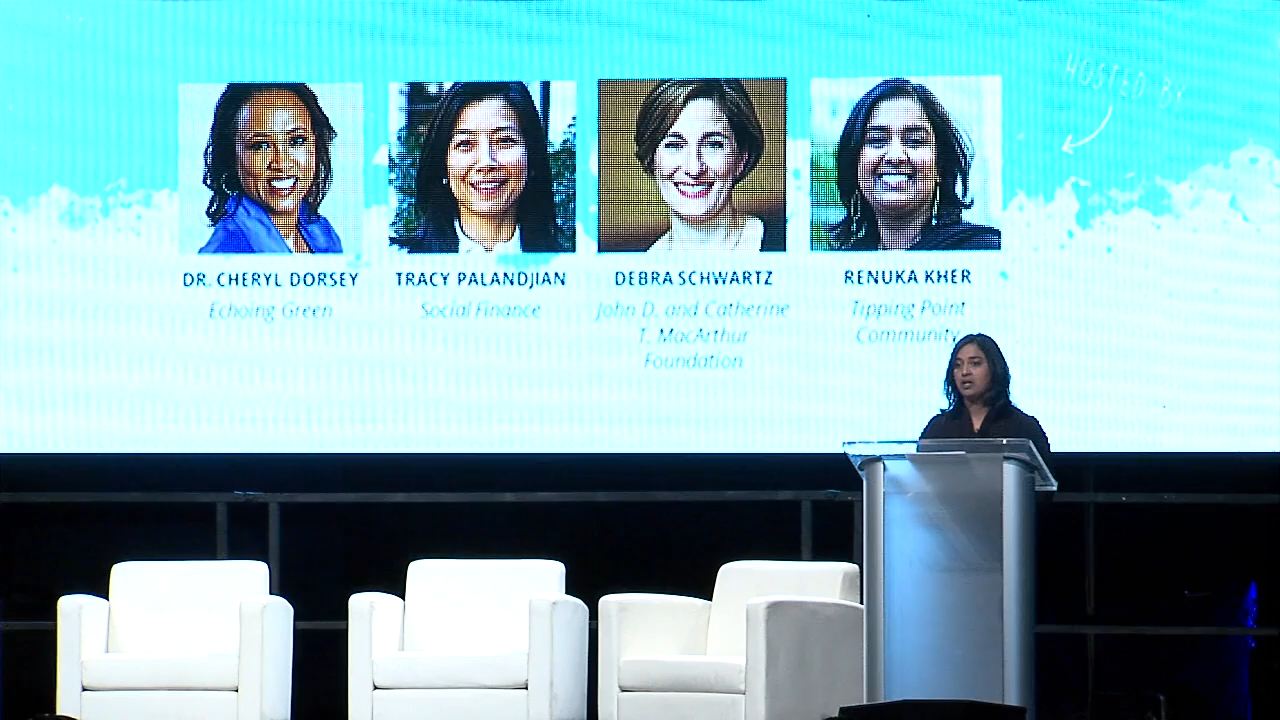 HOSTED BY
DR. CHERYL DORSEY
Echoing Green
TRACY PALANDJIAN
Social Finance
DEBRA SCHWARTZ
John D. and Catherine
T. MacArthur
Foundation
RENUKA KHER
Tipping Point
Community